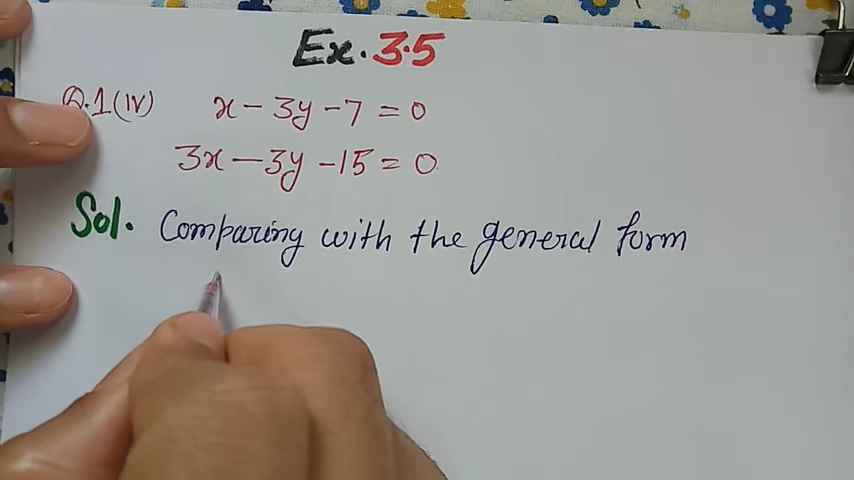 Ex. 3.5
Q.1(iv) x - 3y - 7 = 0
3x - 3y - 15 = 0
Sol. Comparing with the general form